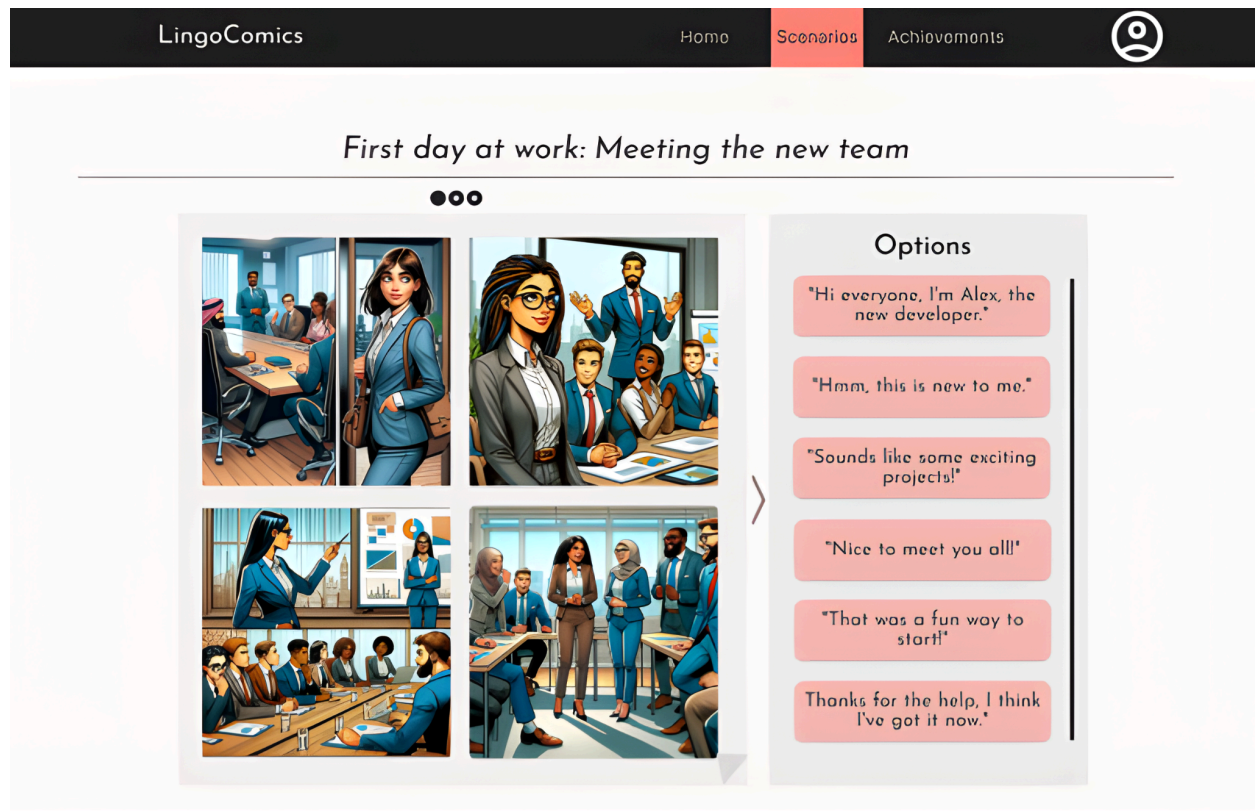 LingoComics
Home
Scenarios
Achievements
First day at work: Meeting the new team
Options
"Hi everyone, I'm Alex, the
new developer."
"Hmm, this is new to me."
"Sounds like some exciting
projects!"
"Nice to meet you all!"
"That was a fun way to
start!"
Thanks for the help, I think
I've got it now."